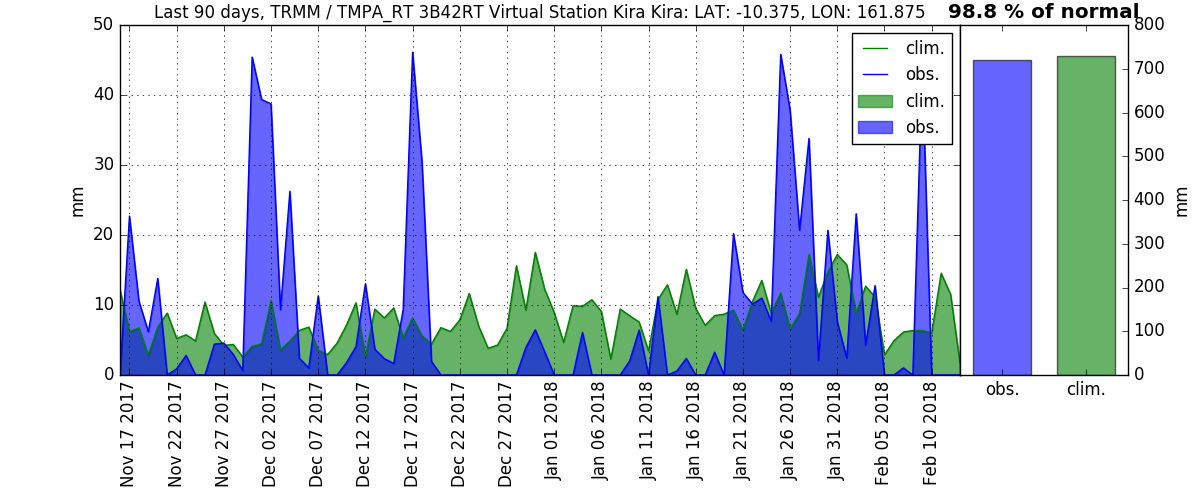 Last 90 days, TRMM / TMPA_RT 3B42RT Virtual Station Kira Kira: LAT: -10.375, LON: 161.875
98.8 % of normal
50
40
30
20
10
0
mm
clim.
obs.
clim.
obs.
800
700
600
500
400
300
200
100
0
mm
obs.
clim.
Nov 17 2017
Nov 22 2017
Nov 27 2017
Dec 02 2017
Dec 07 2017
Dec 12 2017
Dec 17 2017
Dec 22 2017
Dec 27 2017
Jan 01 2018
Jan 06 2018
Jan 11 2018
Jan 16 2018
Jan 21 2018
Jan 26 2018
Jan 31 2018
Feb 05 2018
Feb 10 2018